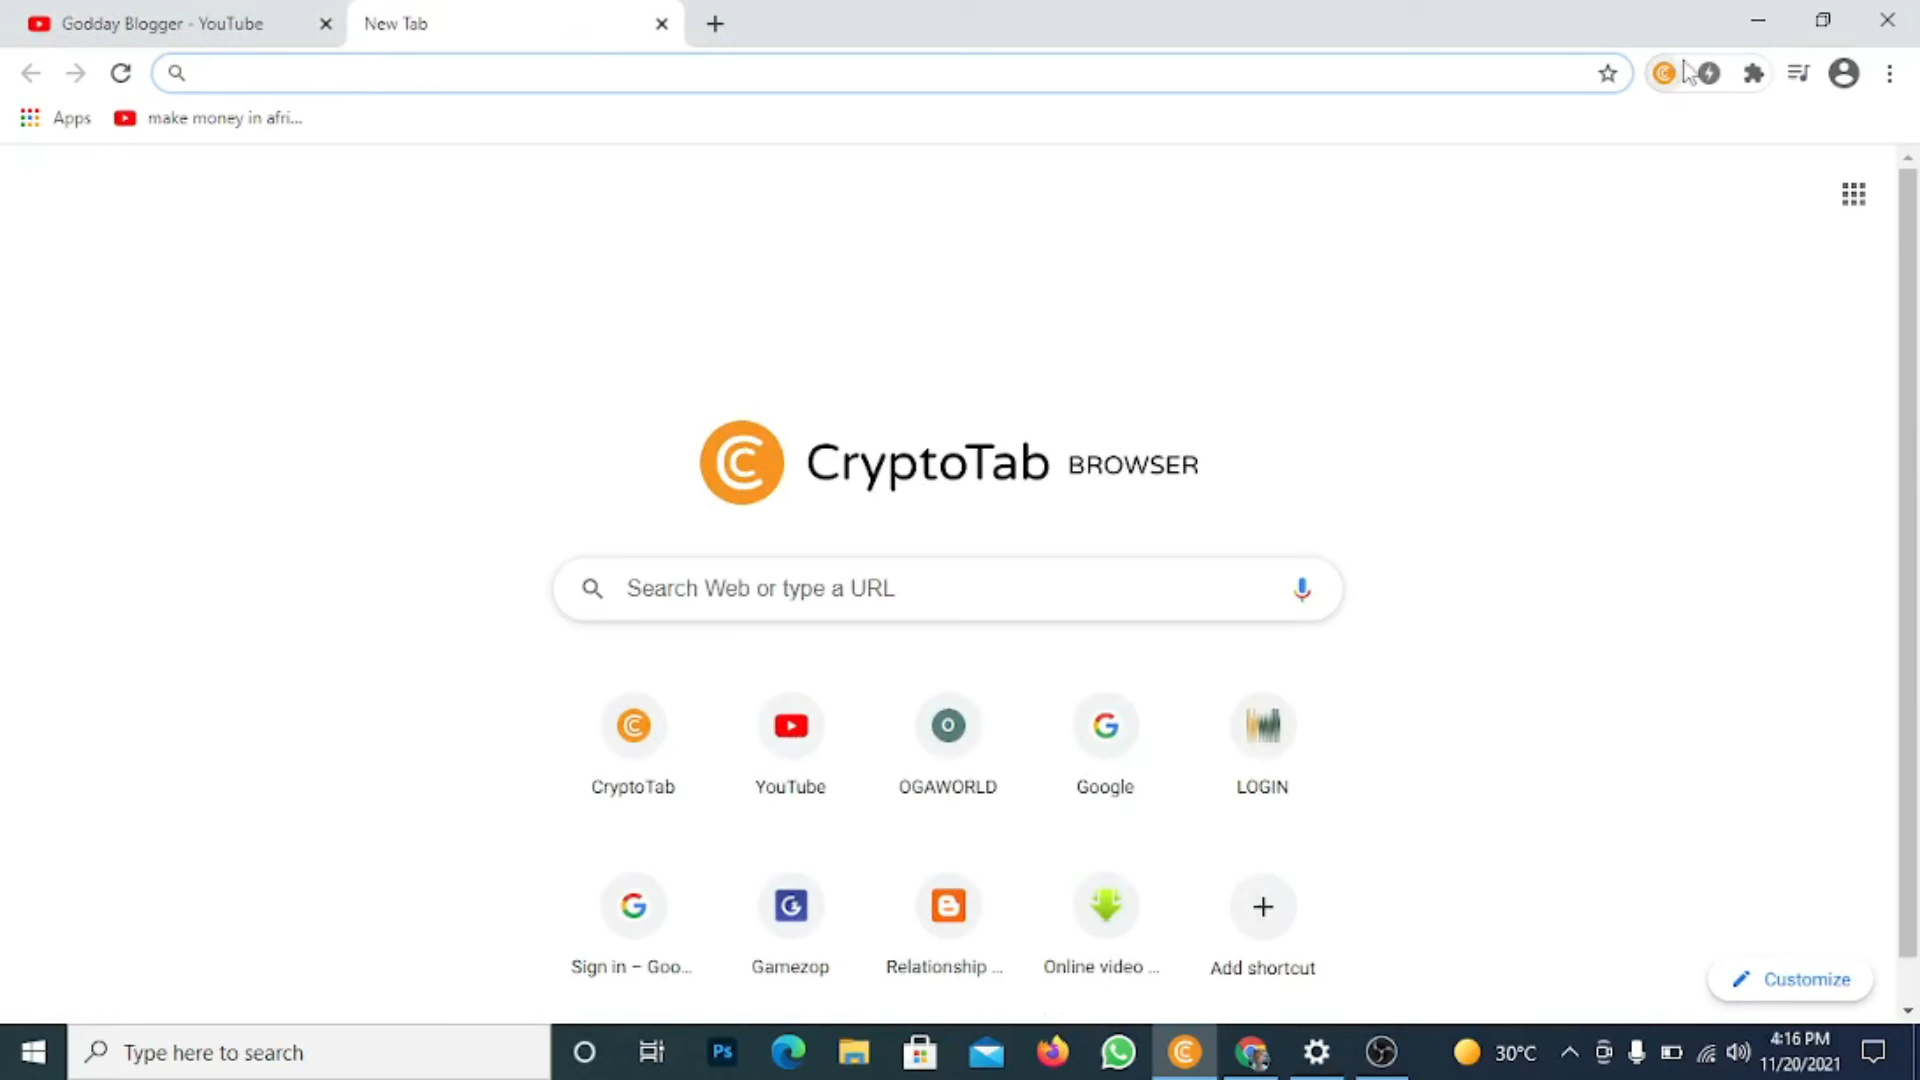 Godday Blogger - YouTube
New Tab
Apps
make money in afri...
CryptoTab BROWSER
Search Web or type a URL
CryptoTab
YouTube
O
OGAWORLD
Google
LOGIN
Sign in – Goo...
Gamezop
Relationship ...
Online video ...
Add shortcut
Customize
Type here to search
Ps
30°C
4:16 PM
11/20/2021